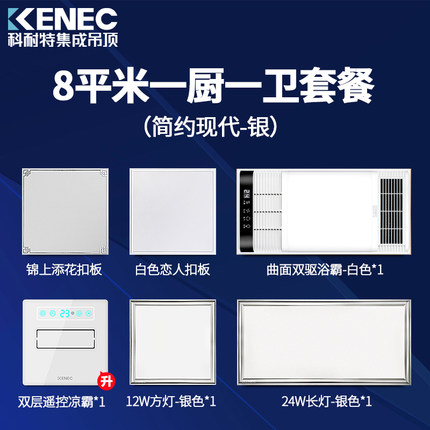 KENEC
科耐特集成吊顶
8平米一厨一卫套餐
(简约现代-银)
锦上添花扣板
白色恋人扣板
曲面双驱浴霸-白色*1
23
KENEC
升
双层遥控凉霸*1
12W方灯-银色*1
24W长灯-银色*1